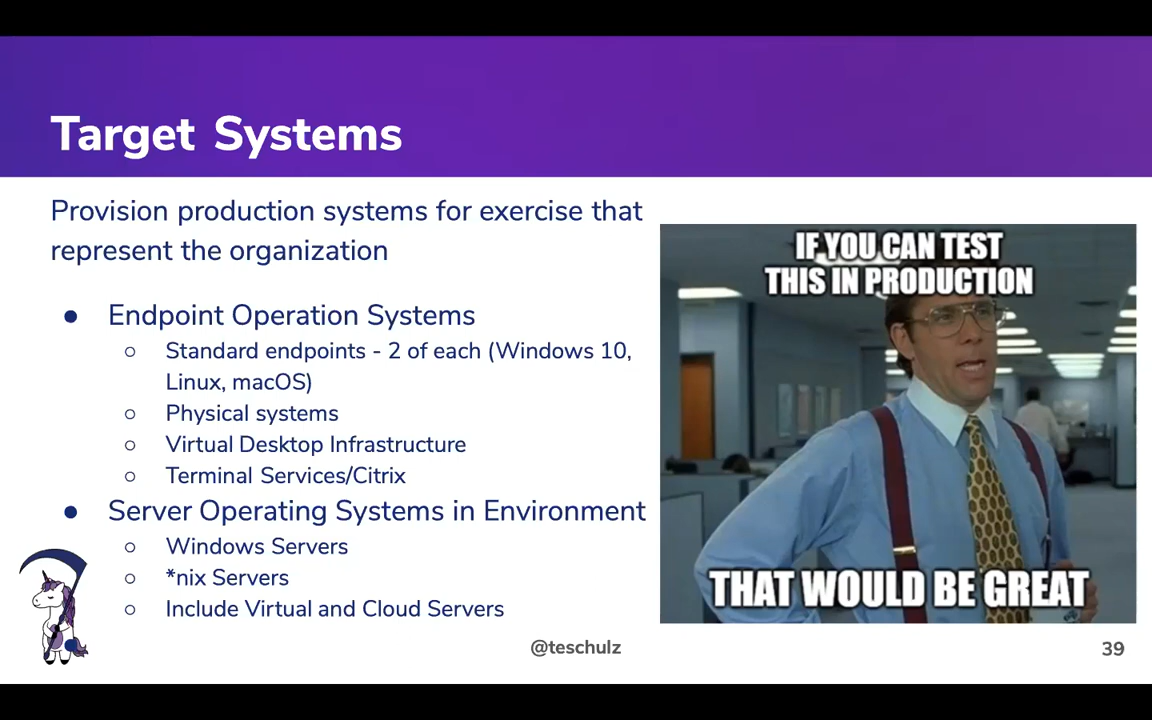 Target Systems
Provision production systems for exercise that
represent the organization
● Endpoint Operation Systems
○ Standard endpoints - 2 of each (Windows 10,
Linux, macOS)
○ Physical systems
○ Virtual Desktop Infrastructure
○ Terminal Services/Citrix
● Server Operating Systems in Environment
○ Windows Servers
○ *nix Servers
○ Include Virtual and Cloud Servers
IF YOU CAN TEST
THIS IN PRODUCTION
THAT WOULD BE GREAT
@teschulz
39